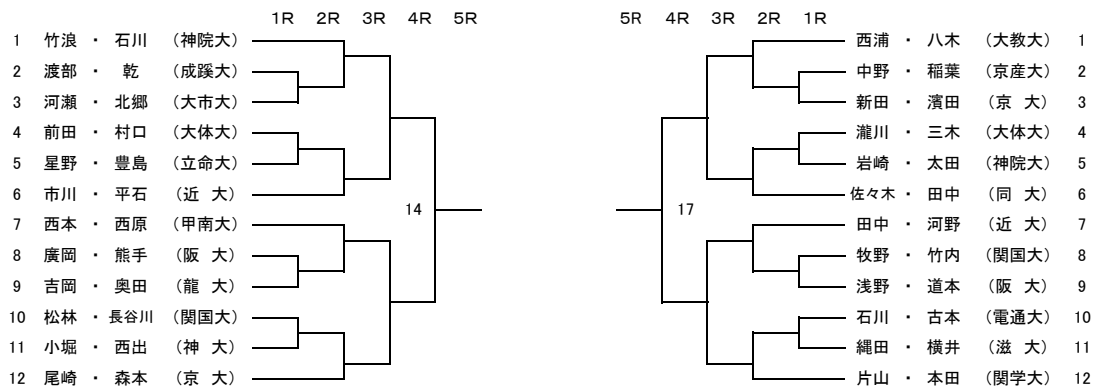 1R 2R 3R 4R 5R 5R 4R 3R 2R 1R
1 竹浪 ・ 石川 (神院大) 西浦 ・ 八木 (大教大) 1
2 渡部 ・ 乾 (成蹊大) 中野 ・ 稲葉 (京産大) 2
3 河瀬 ・ 北郷 (大市大) 新田 ・ 濱田 (京 大) 3
4 前田 ・ 村口 (大体大) 瀧川 ・ 三木 (大体大) 4
5 星野 ・ 豊島 (立命大) 岩崎 ・ 太田 (神院大) 5
6 市川 ・ 平石 (近 大) 佐々木 ・ 田中 (同 大) 6
14 17
7 西本 ・ 西原 (甲南大) 田中 ・ 河野 (近 大) 7
8 廣岡 ・ 熊手 (阪 大) 牧野 ・ 竹内 (関国大) 8
9 吉岡 ・ 奥田 (龍 大) 浅野 ・ 道本 (阪 大) 9
10 松林 ・ 長谷川 (関国大) 石川 ・ 古本 (電通大) 10
11 小堀 ・ 西出 (神 大) 縄田 ・ 横井 (滋 大) 11
12 尾崎 ・ 森本 (京 大) 片山 ・ 本田 (関学大) 12